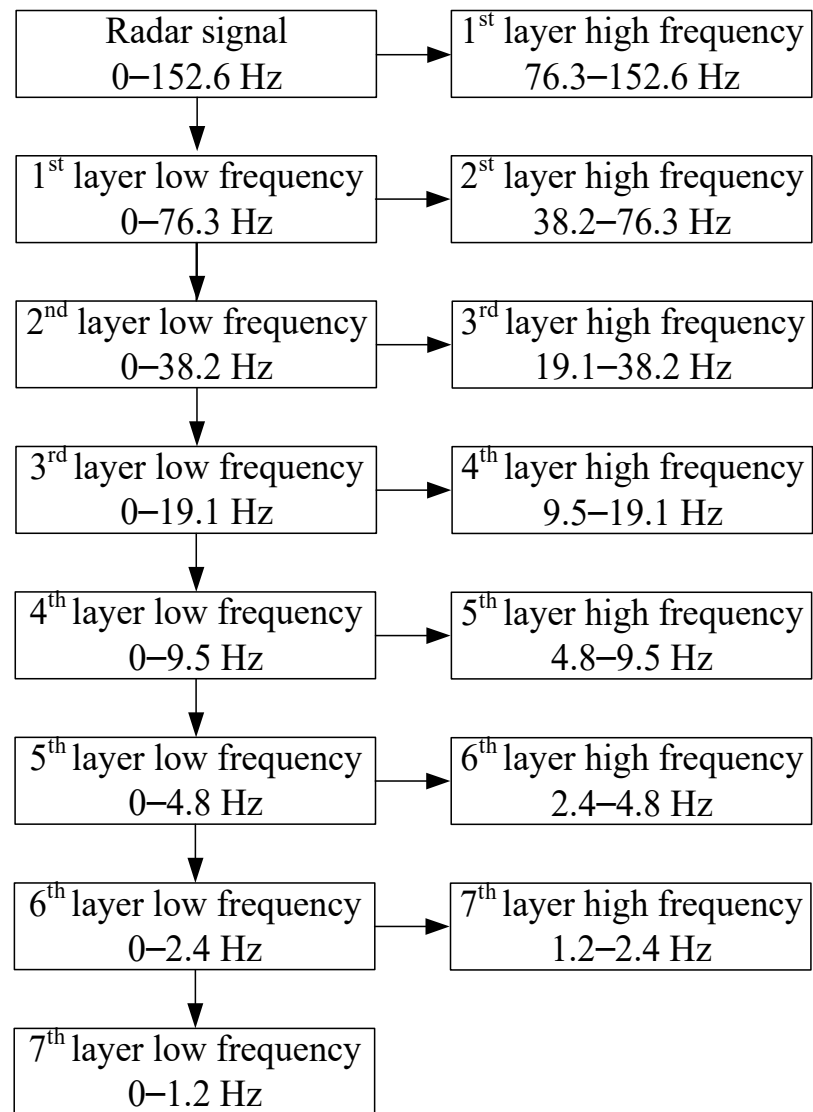 Radar signal
0–152.6 Hz
1st layer high frequency
76.3–152.6 Hz
1st layer low frequency
0–76.3 Hz
2st layer high frequency
38.2–76.3 Hz
2nd layer low frequency
0–38.2 Hz
3rd layer high frequency
19.1–38.2 Hz
3rd layer low frequency
0–19.1 Hz
4th layer high frequency
9.5–19.1 Hz
4th layer low frequency
0–9.5 Hz
5th layer high frequency
4.8–9.5 Hz
5th layer low frequency
0–4.8 Hz
6th layer high frequency
2.4–4.8 Hz
6th layer low frequency
0–2.4 Hz
7th layer high frequency
1.2–2.4 Hz
7th layer low frequency
0–1.2 Hz